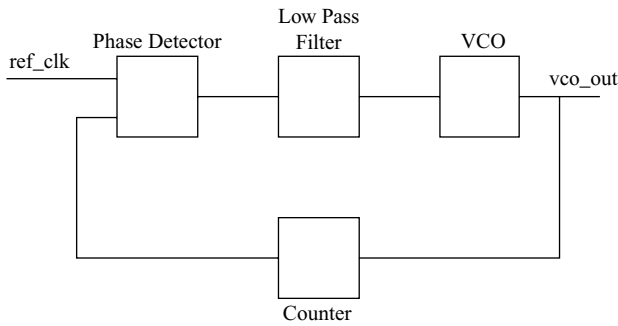 Low Pass
Filter
Phase Detector
VCO
ref_clk
vco_out
Counter